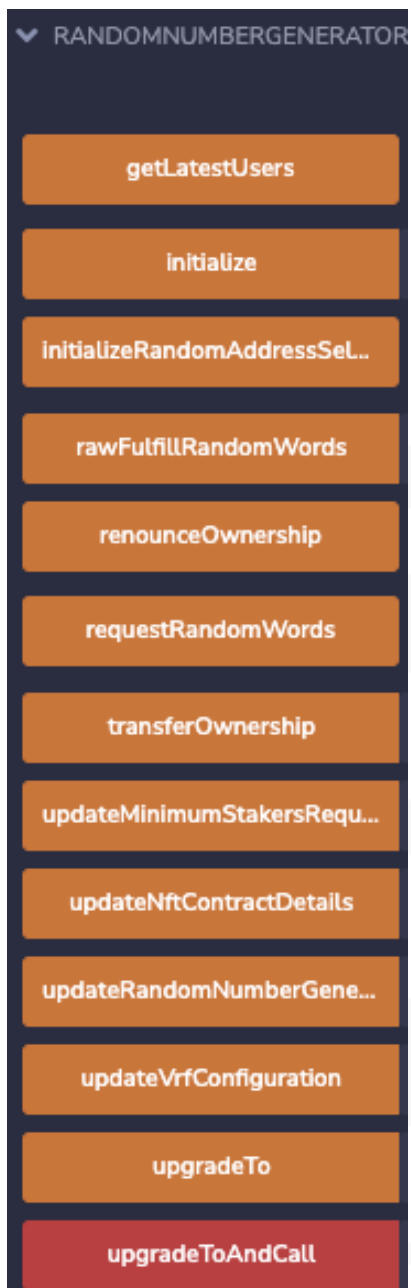 RANDOMNUMBERGENERATOR
getLatestUsers
initialize
initializeRandomAddressSel...
rawFulfillRandomWords
renounceOwnership
requestRandomWords
transferOwnership
updateMinimumStakersRequ...
updateNftContractDetails
updateRandomNumberGene...
updateVrfConfiguration
upgradeTo
upgradeToAndCall